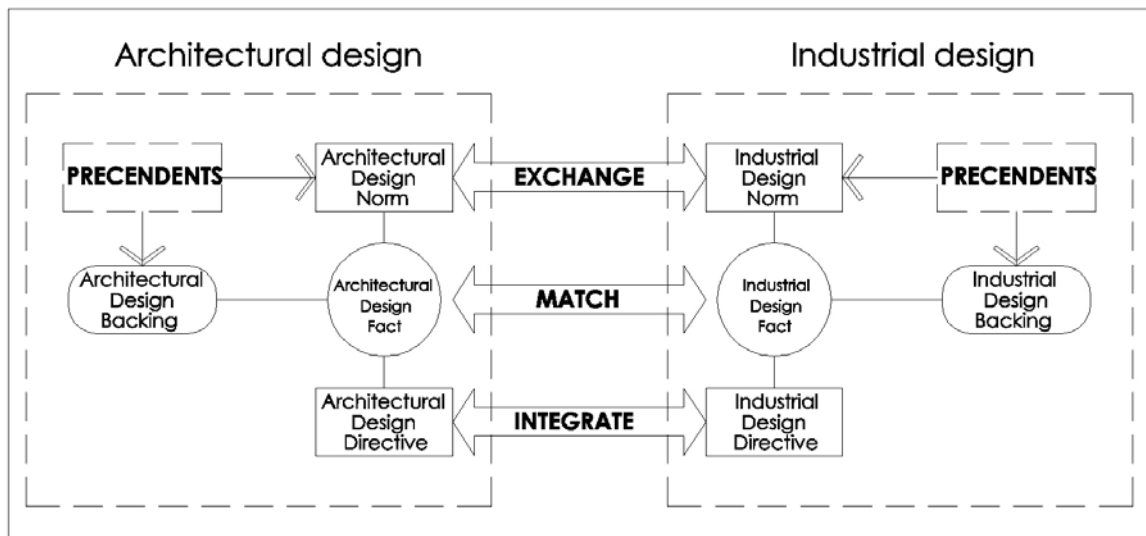 Architectural design
Industrial design
PRECENDENTS
Architectural
Design
Norm
EXCHANGE
Industrial
Design
Norm
PRECENDENTS
Architectural
Design
Backing
Architectural
Design
Fact
MATCH
Industrial
Design
Fact
Industrial
Design
Backing
Architectural
Design
Directive
INTEGRATE
Industrial
Design
Directive